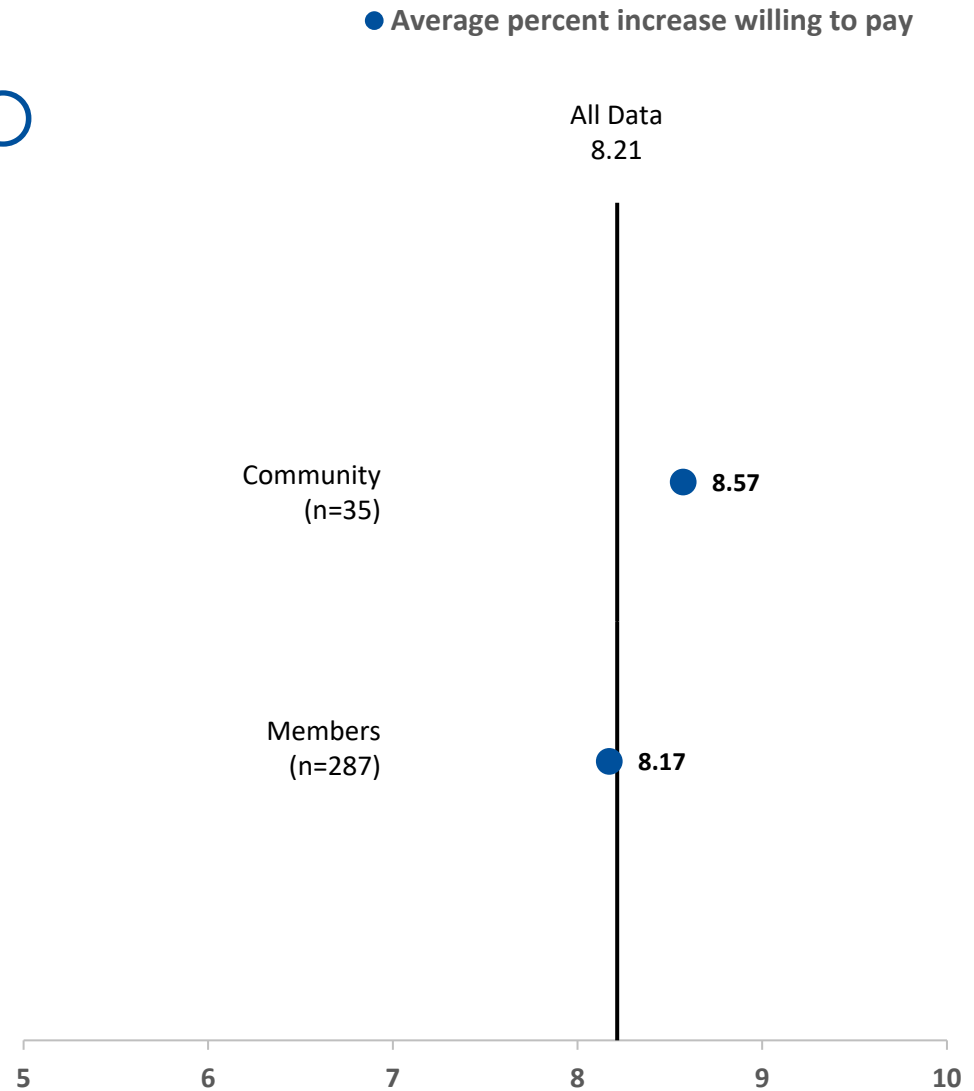 Average percent increase willing to pay
All Data
8.21
Community
(n=35)
8.57
Members
(n=287)
8.17
5 6 7 8 9 10